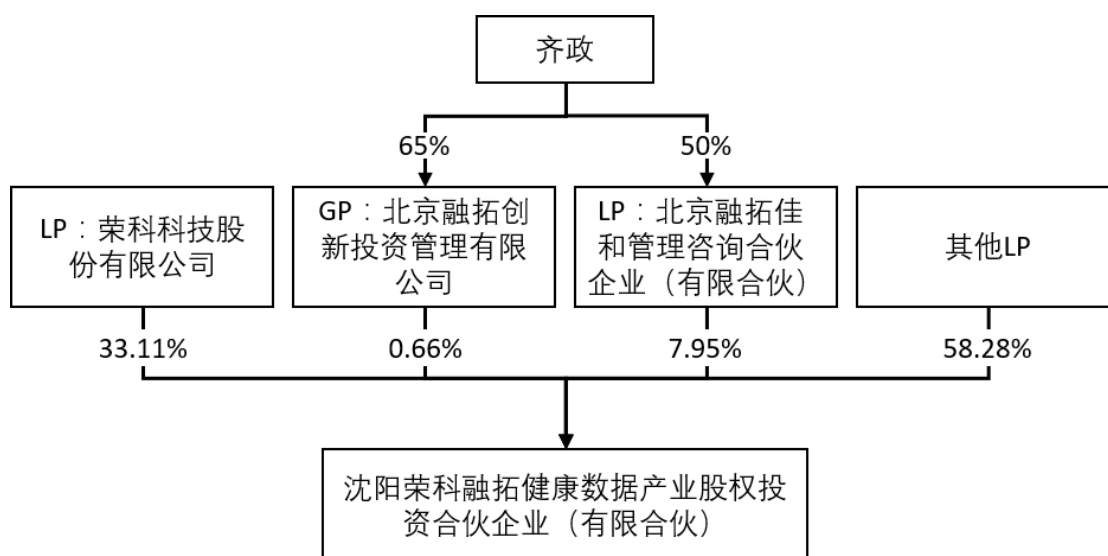 齐政
65%
50%
LP：荣科科技股
份有限公司
GP：北京融拓创
新投资管理有限
公司
LP：北京融拓佳
和管理咨询合伙
企业（有限合伙）
其他LP
33.11%
0.66%
7.95%
58.28%
沈阳荣科融拓健康数据产业股权投
资合伙企业（有限合伙）